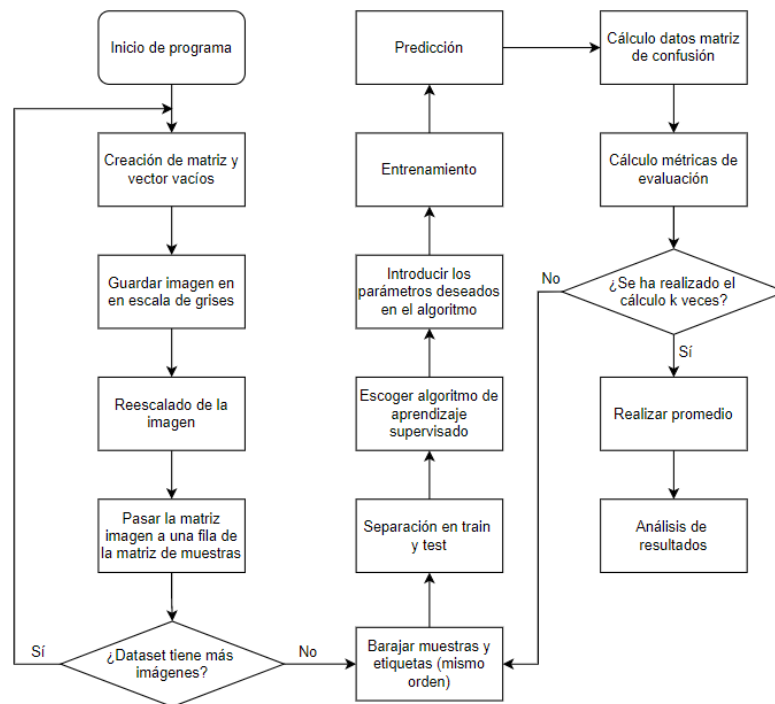 Inicio de programa
Creación de matriz y
vector vacíos
Guardar imagen en
en escala de grises
Reescalado de la
imagen
Pasar la matriz
imagen a una fila de
la matriz de muestras
¿Dataset tiene más
imágenes?
Sí
No
Barajar muestras y
etiquetas (mismo
orden)
Separación en train
y test
Escoger algoritmo de
aprendizaje
supervisado
Introducir los
parámetros deseados
en el algoritmo
Entrenamiento
Predicción
Cálculo datos matriz
de confusión
Cálculo métricas de
evaluación
¿Se ha realizado el
cálculo k veces?
No
Sí
Realizar promedio
Análisis de
resultados